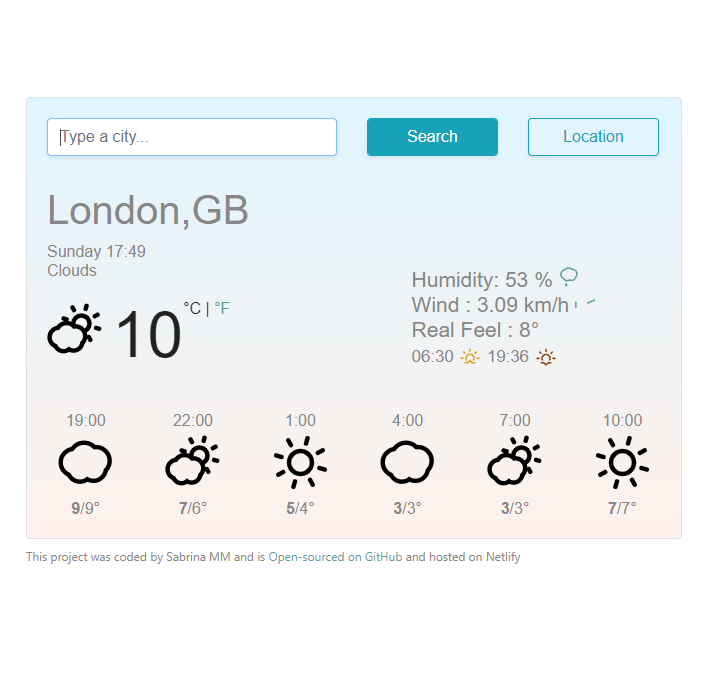 Type a city...
Search
Location
London,GB
Sunday 17:49
Clouds
10
°C | °F
Humidity: 53 %
Wind : 3.09 km/h
Real Feel : 8°
06:30 19:36
19:00 22:00 1:00 4:00 7:00 10:00
9/9° 7/6° 5/4° 3/3° 3/3° 7/7°
This project was coded by Sabrina MM and is Open-sourced on GitHub and hosted on Netlify